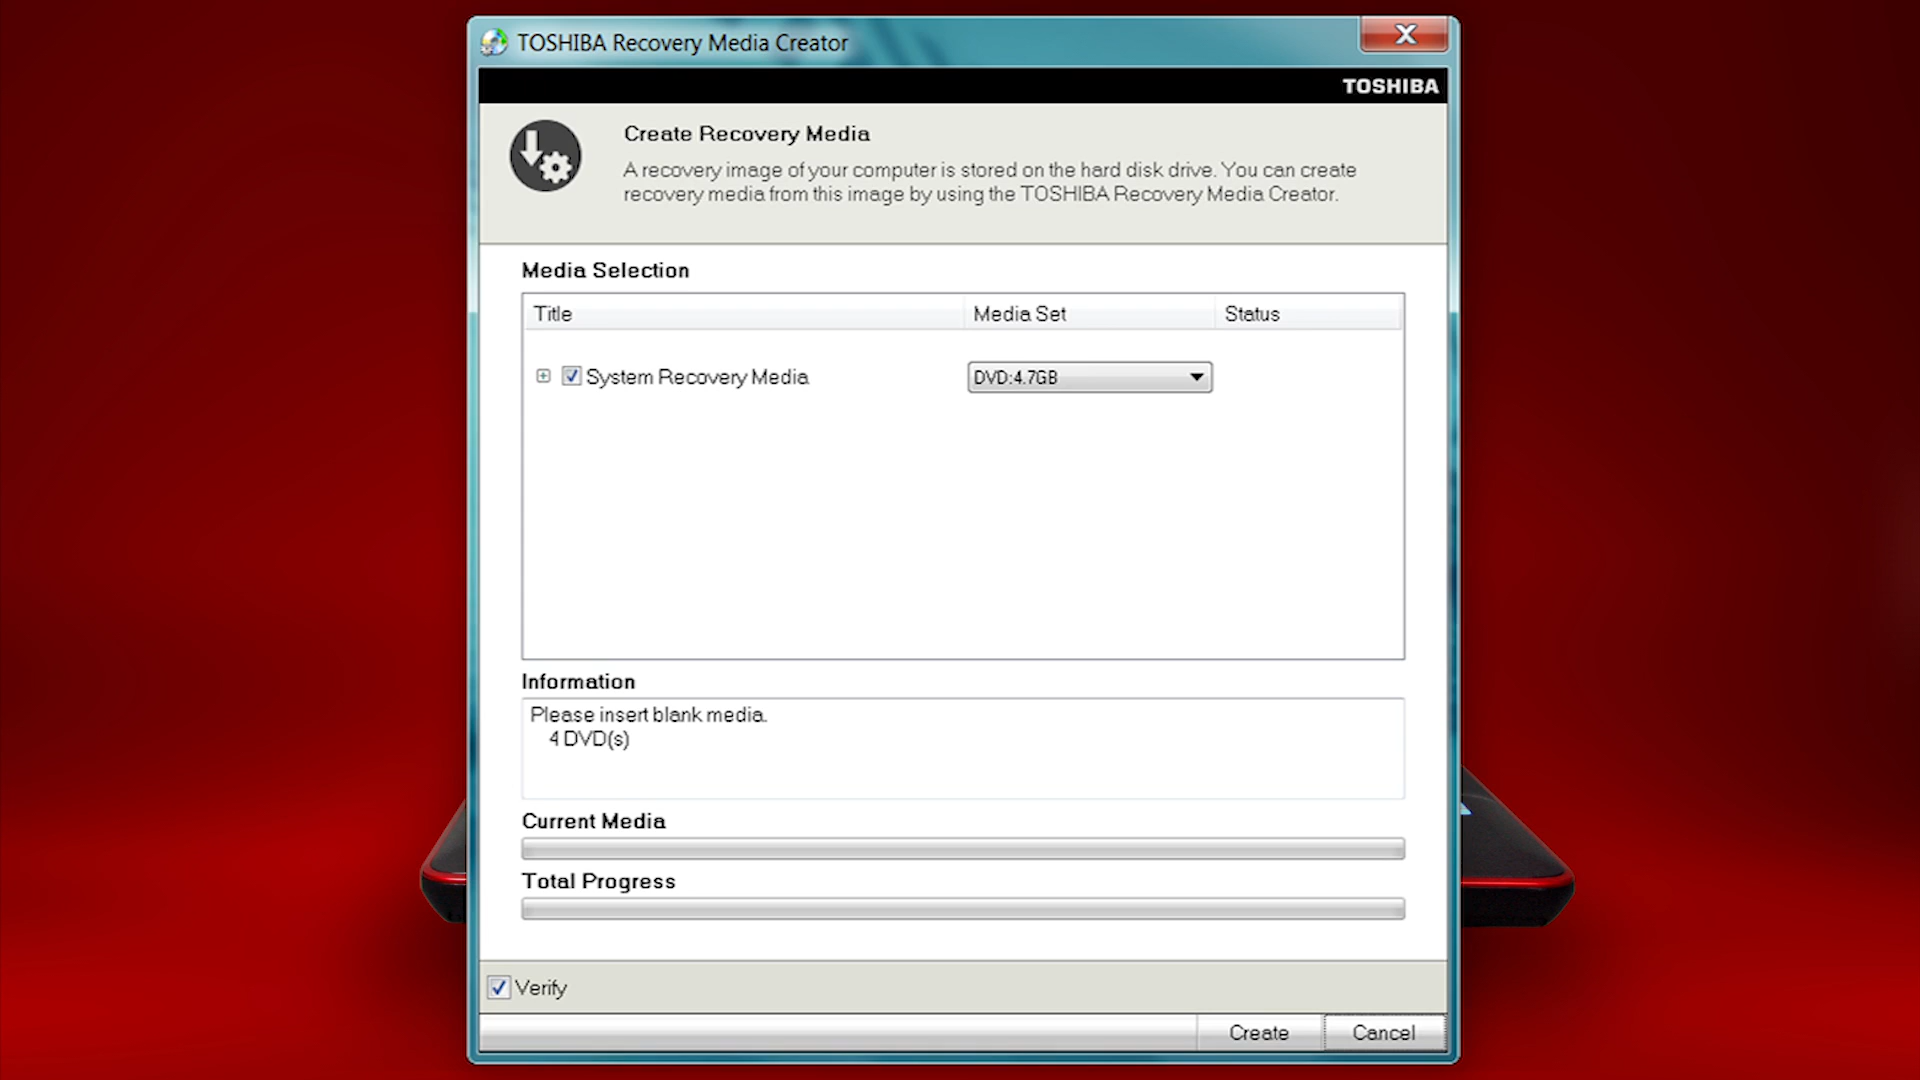 TOSHIBA Recovery Media Creator
TOSHIBA
Create Recovery Media
A recovery image of your computer is stored on the hard disk drive. You can create
recovery media from this image by using the TOSHIBA Recovery Media Creator.
Media Selection
Title Media Set Status
System Recovery Media DVD:4.7GB
Information
Please insert blank media.
4 DVD(s)
Current Media
Total Progress
Verify
Create Cancel